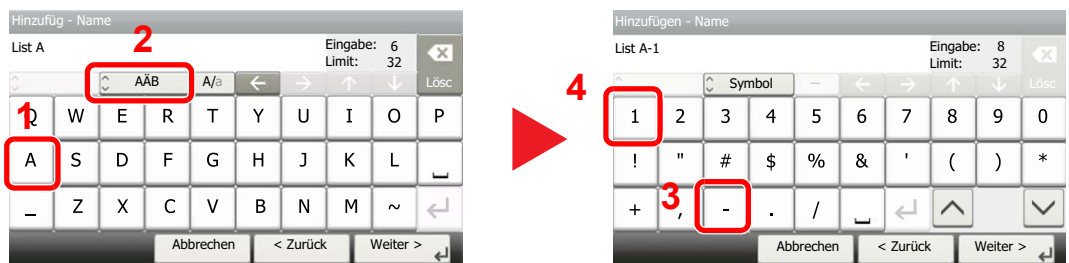 Hinzufüg - Name
List A
2
Eingabe: 6
Limit: 32
AÄB A/a Lösc
1
Q W E R T Y U I O P
A S D F G H J K L
_ Z X C V B N M ~
Abbrechen < Zurück Weiter >
Hinzufügen - Name
List A-1
Eingabe: 8
Limit: 32
4
Symbol Lösc
1 2 3 4 5 6 7 8 9 0
! " # $ % & ' ( ) *
3
+ , - . /
Abbrechen < Zurück Weiter >